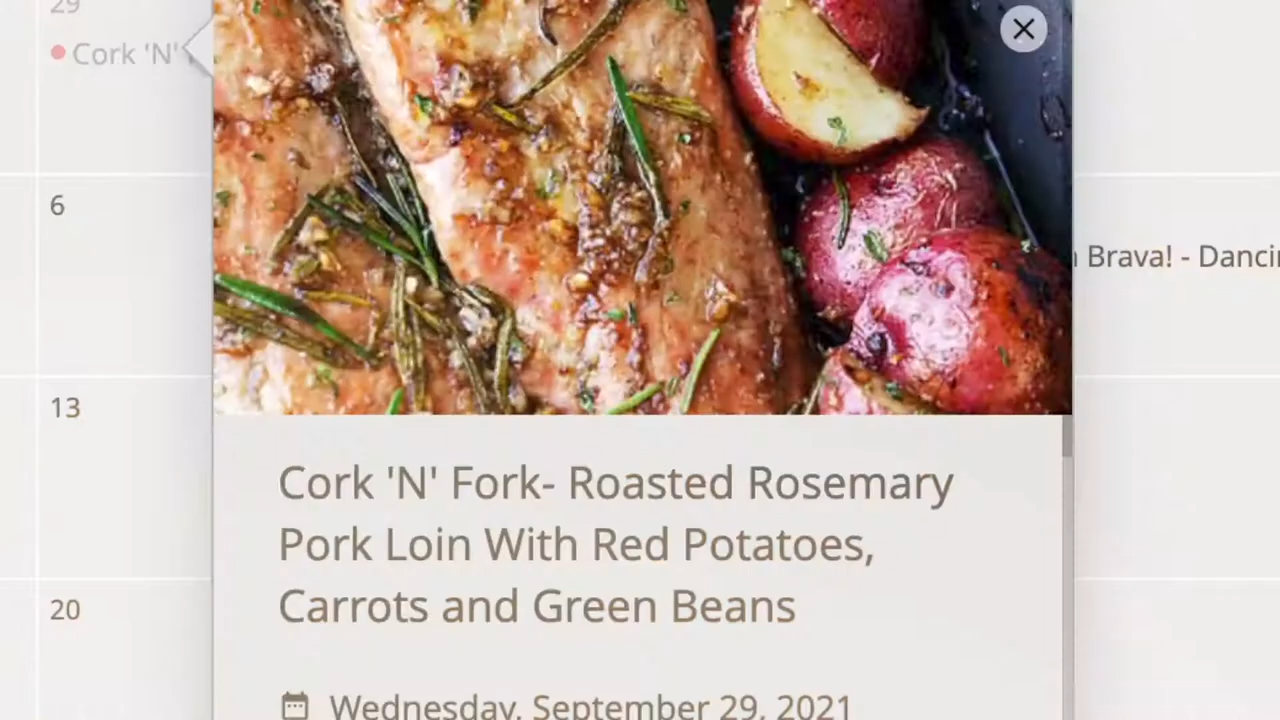 29
Cork 'N'
6
Brava! - Danci
13
Cork 'N' Fork- Roasted Rosemary
Pork Loin With Red Potatoes,
Carrots and Green Beans
20
Wednesday, September 29, 2021